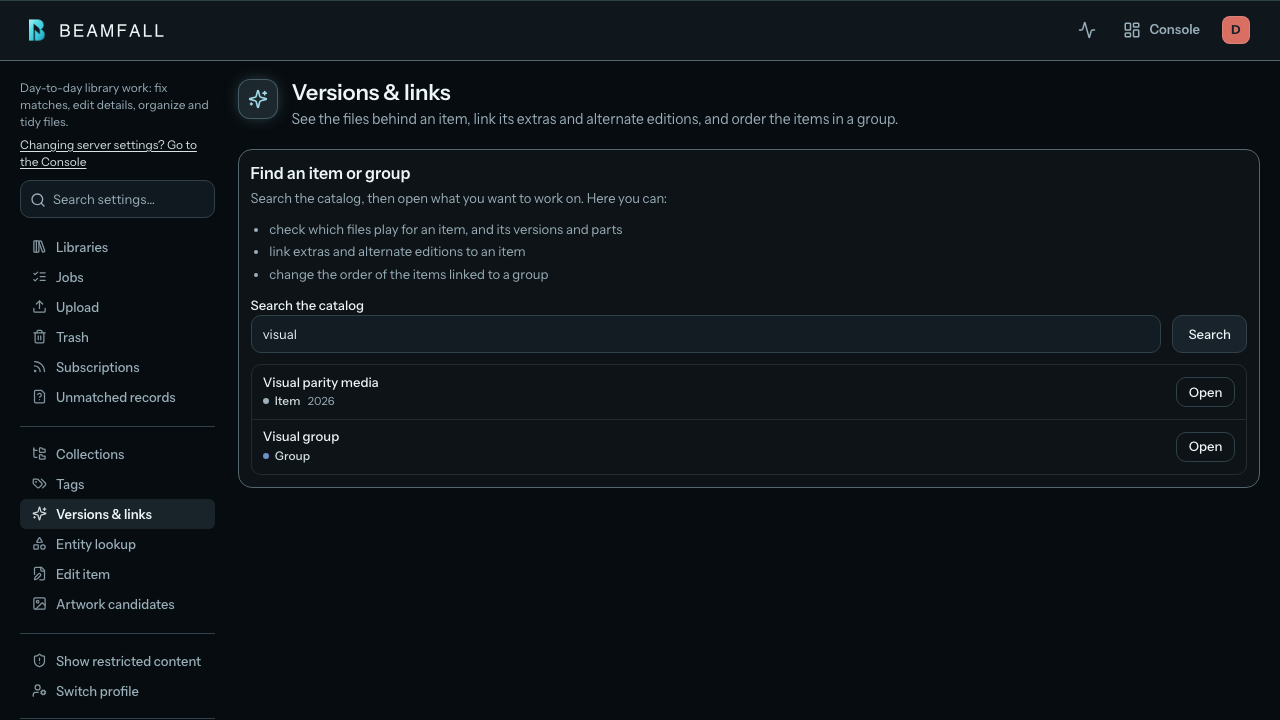 BEAMFALL
Console
D
Day-to-day library work: fix
matches, edit details, organize and
tidy files.
Changing server settings? Go to
the Console
Search settings...
Libraries
Jobs
Upload
Trash
Subscriptions
Unmatched records
Collections
Tags
Versions & links
Entity lookup
Edit item
Artwork candidates
Show restricted content
Switch profile
Versions & links
See the files behind an item, link its extras and alternate editions, and order the items in a group.
Find an item or group
Search the catalog, then open what you want to work on. Here you can:
• check which files play for an item, and its versions and parts
• link extras and alternate editions to an item
• change the order of the items linked to a group
Search the catalog
visual
Search
Visual parity media
Item 2026
Open
Visual group
Group
Open